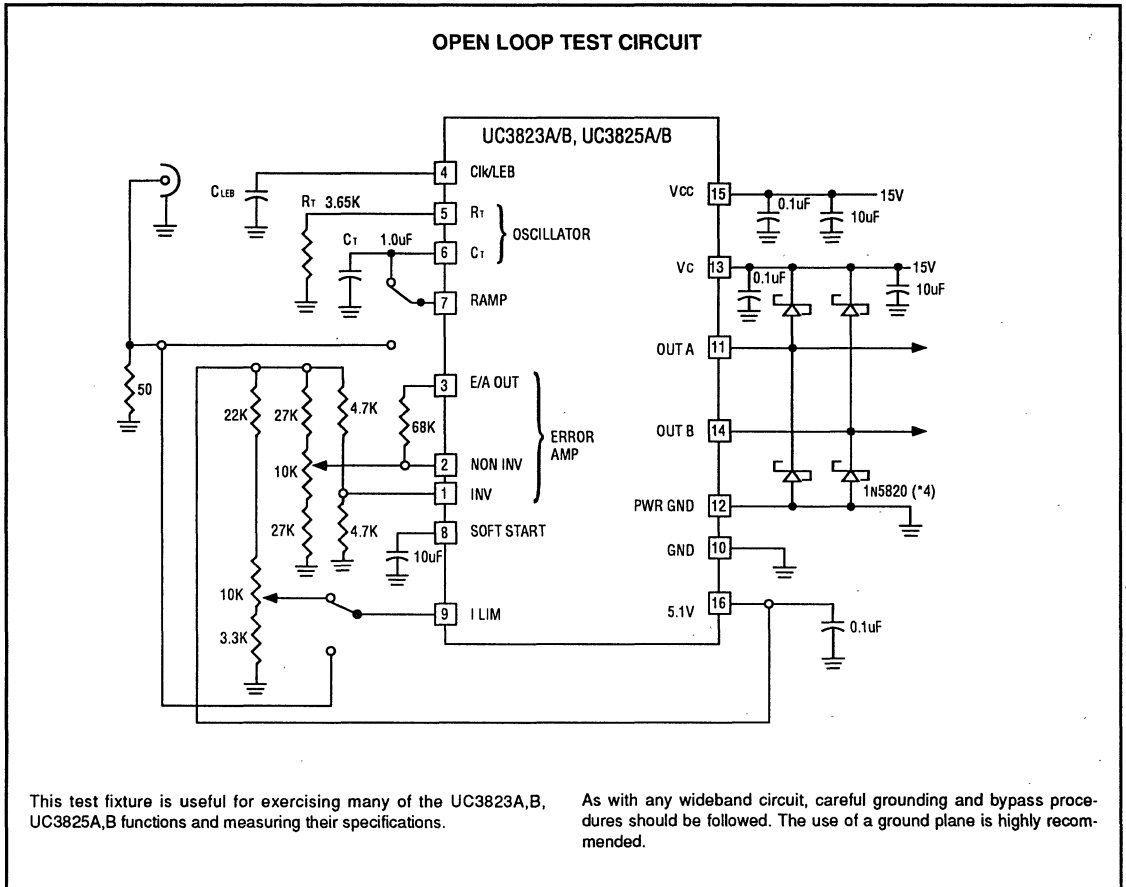 OPEN LOOP TEST CIRCUIT
UC3823A/B, UC3825A/B
4 Clk/LEB
CLEB
RT 3.65K
5 RT
OSCILLATOR
CT 1.0uF
6 CT
7 RAMP
50
3 E/A OUT
22K
27K
4.7K
68K
ERROR
AMP
10K
2 NON INV
1 INV
27K
4.7K
8 SOFT START
10uF
10K
9 I LIM
3.3K
VCC 15
15V
0.1uF
10uF
VC 13
15V
0.1uF
10uF
OUT A 11
OUT B 14
1N5820 (*4)
PWR GND 12
GND 10
5.1V 16
0.1uF
This test fixture is useful for exercising many of the UC3823A,B,
UC3825A,B functions and measuring their specifications.
As with any wideband circuit, careful grounding and bypass proce-
dures should be followed. The use of a ground plane is highly recom-
mended.